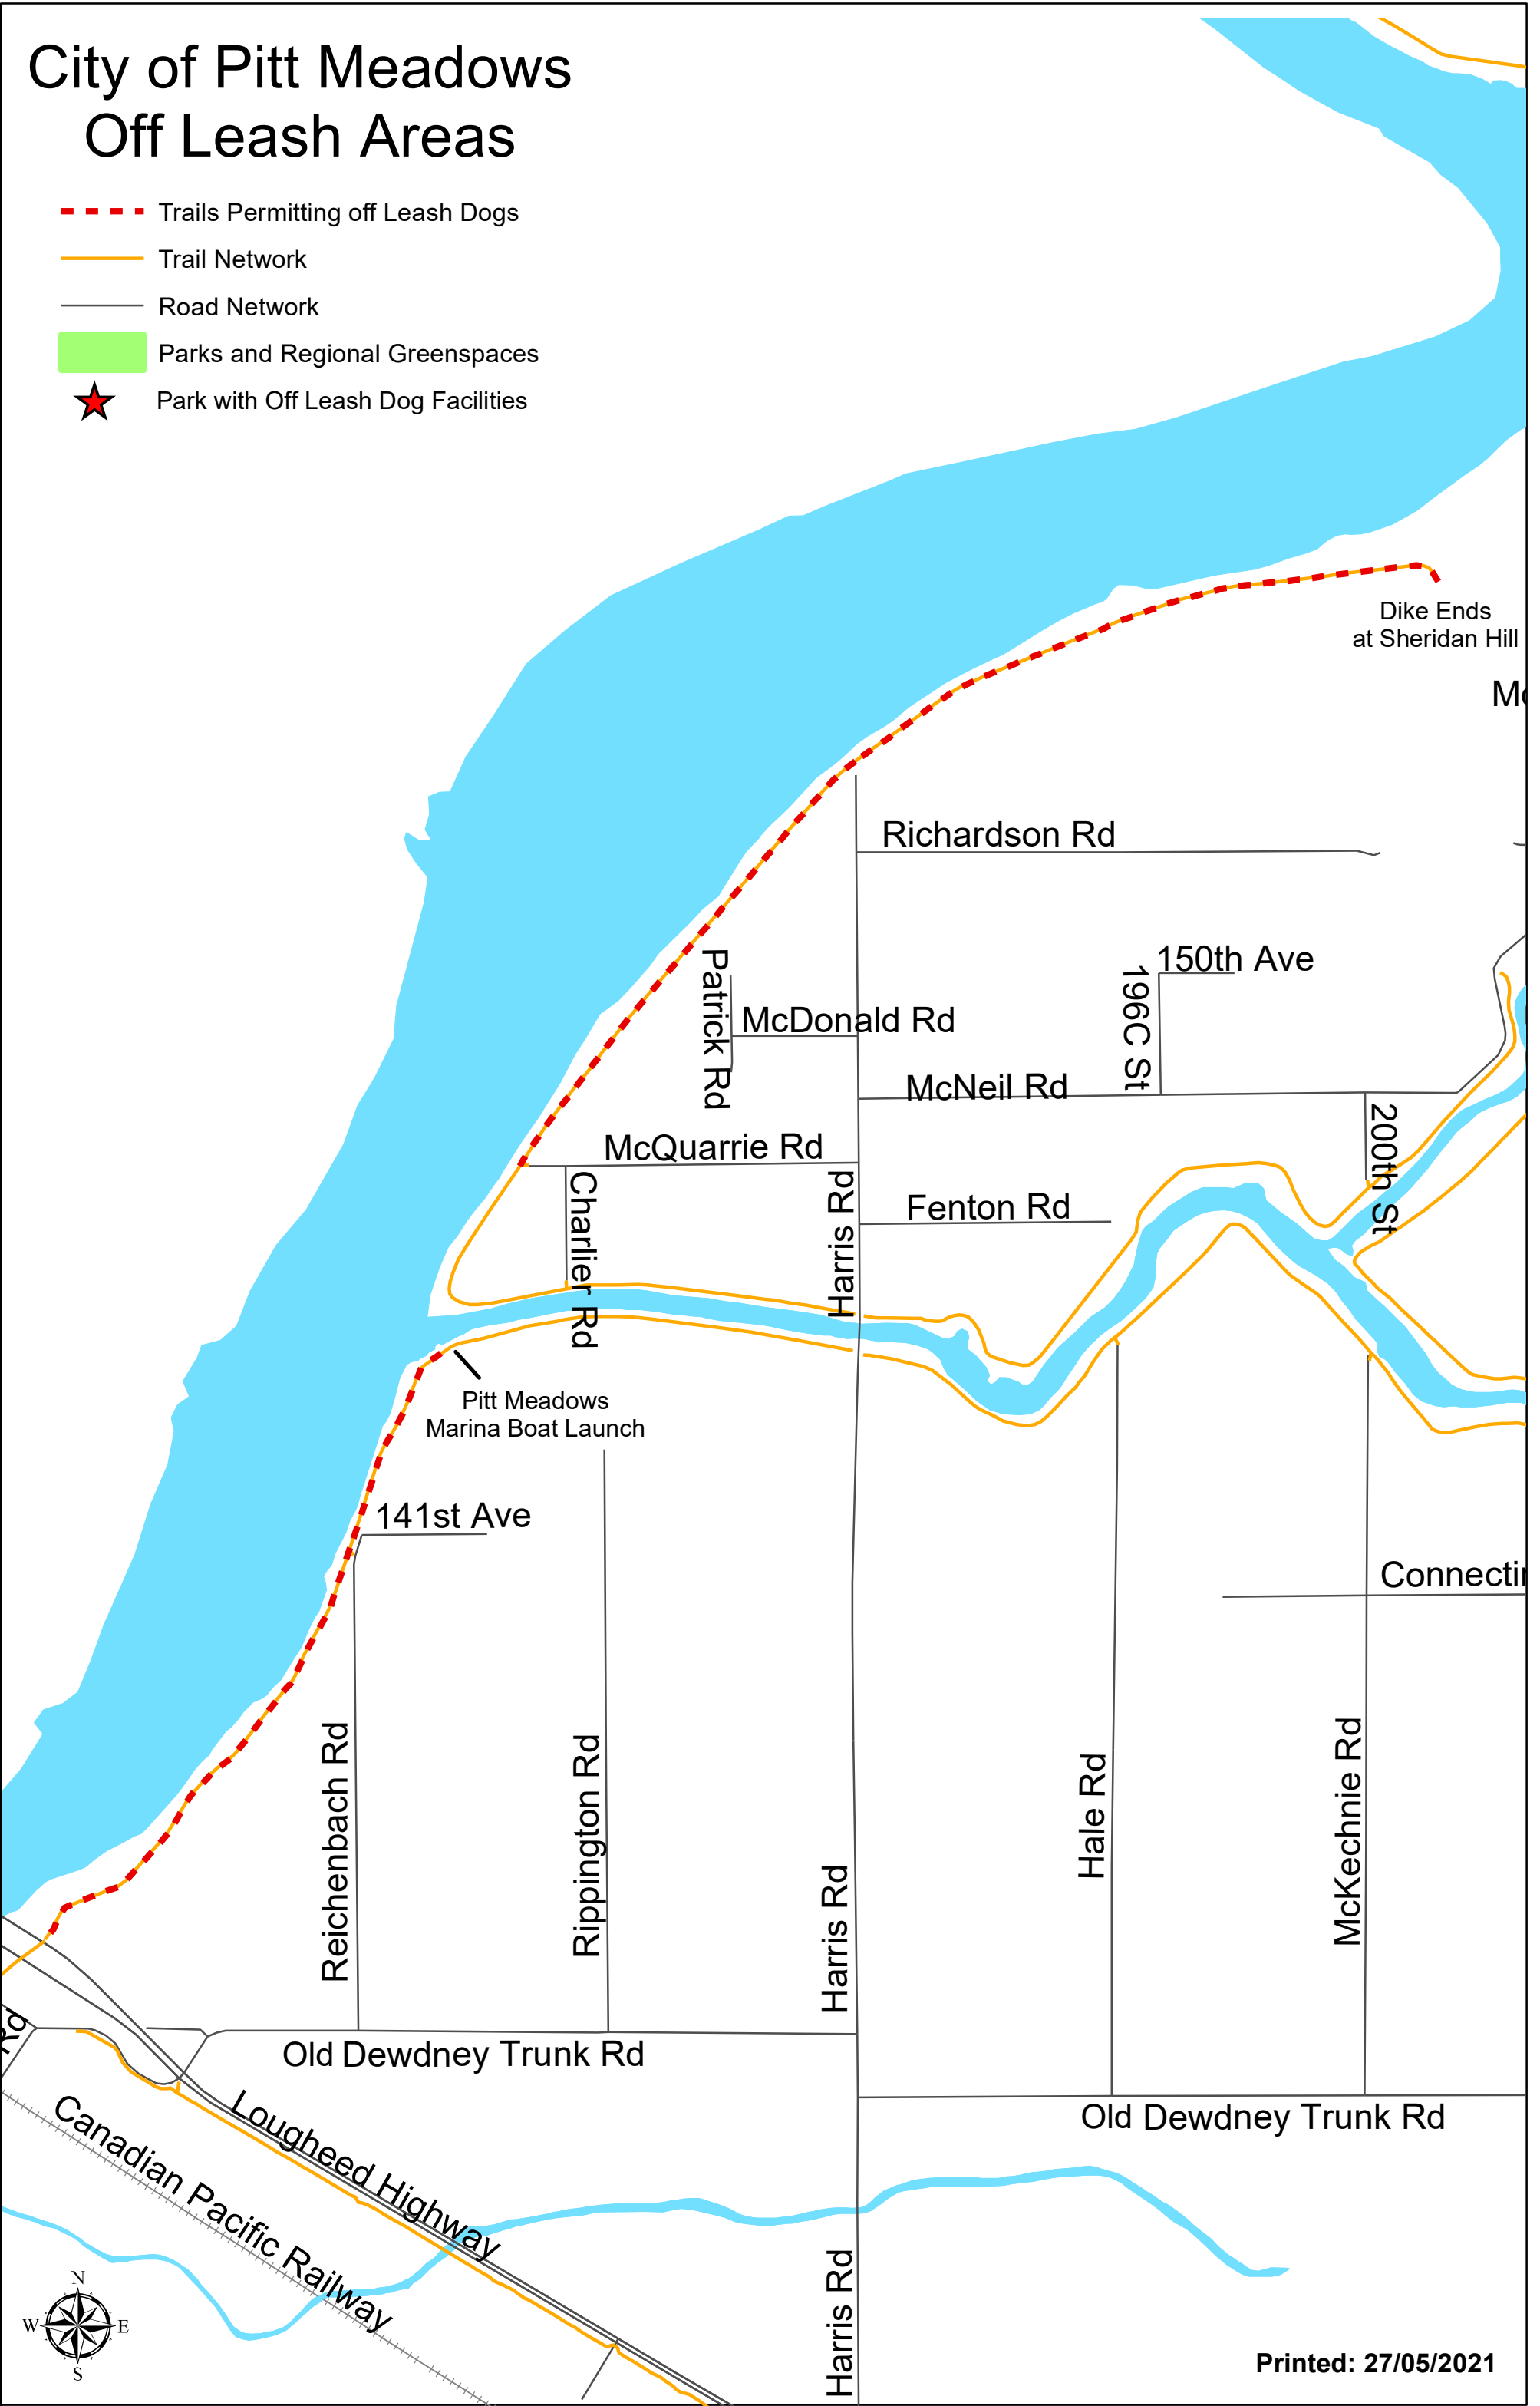 City of Pitt Meadows
Off Leash Areas
Trails Permitting off Leash Dogs
Trail Network
Road Network
Parks and Regional Greenspaces
Park with Off Leash Dog Facilities
Dike Ends
at Sheridan Hill
Richardson Rd
150th Ave
196C St
Patrick Rd
McDonald Rd
McNeil Rd
200th St
McQuarrie Rd
Charlier Rd
Harris Rd
Fenton Rd
Pitt Meadows
Marina Boat Launch
141st Ave
Connectin
Reichenbach Rd
Rippington Rd
Harris Rd
Hale Rd
McKechnie Rd
Rd
Old Dewdney Trunk Rd
Old Dewdney Trunk Rd
Lougheed Highway
Canadian Pacific Railway
Harris Rd
N
W
E
S
Printed: 27/05/2021